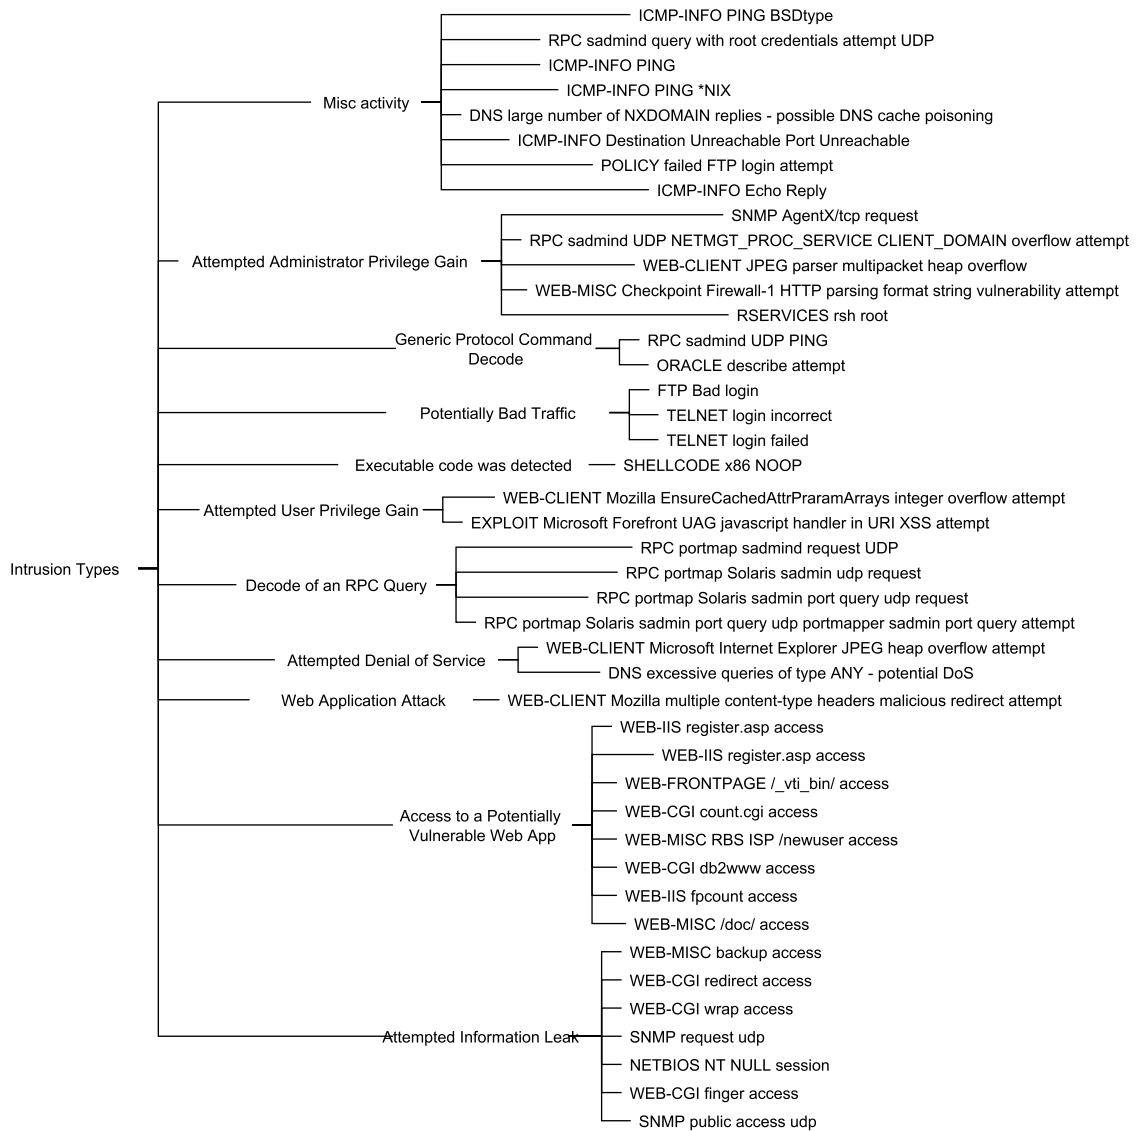 ICMP-INFO PING BSDtype
RPC sadmind query with root credentials attempt UDP
ICMP-INFO PING
ICMP-INFO PING *NIX
Misc activity
DNS large number of NXDOMAIN replies - possible DNS cache poisoning
ICMP-INFO Destination Unreachable Port Unreachable
POLICY failed FTP login attempt
ICMP-INFO Echo Reply
SNMP AgentX/tcp request
RPC sadmind UDP NETMGT_PROC_SERVICE CLIENT_DOMAIN overflow attempt
Attempted Administrator Privilege Gain
WEB-CLIENT JPEG parser multipacket heap overflow
WEB-MISC Checkpoint Firewall-1 HTTP parsing format string vulnerability attempt
RSERVICES rsh root
Generic Protocol Command
Decode
RPC sadmind UDP PING
ORACLE describe attempt
FTP Bad login
Potentially Bad Traffic
TELNET login incorrect
TELNET login failed
Executable code was detected
SHELLCODE x86 NOOP
WEB-CLIENT Mozilla EnsureCachedAttrPraramArrays integer overflow attempt
Attempted User Privilege Gain
EXPLOIT Microsoft Forefront UAG javascript handler in URI XSS attempt
RPC portmap sadmind request UDP
Intrusion Types
RPC portmap Solaris sadmin udp request
Decode of an RPC Query
RPC portmap Solaris sadmin port query udp request
RPC portmap Solaris sadmin port query udp portmapper sadmin port query attempt
WEB-CLIENT Microsoft Internet Explorer JPEG heap overflow attempt
Attempted Denial of Service
DNS excessive queries of type ANY - potential DoS
Web Application Attack
WEB-CLIENT Mozilla multiple content-type headers malicious redirect attempt
WEB-IIS register.asp access
WEB-IIS register.asp access
WEB-FRONTPAGE /_vti_bin/ access
WEB-CGI count.cgi access
Access to a Potentially
Vulnerable Web App
WEB-MISC RBS ISP /newuser access
WEB-CGI db2www access
WEB-IIS fpcount access
WEB-MISC /doc/ access
WEB-MISC backup access
WEB-CGI redirect access
WEB-CGI wrap access
Attempted Information Leak
SNMP request udp
NETBIOS NT NULL session
WEB-CGI finger access
SNMP public access udp